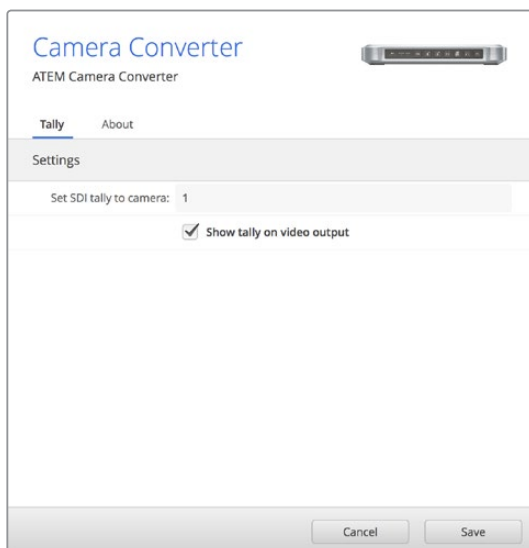 Camera Converter
ATEM Camera Converter
Tally About
Settings
Set SDI tally to camera: 1
Show tally on video output
Cancel Save